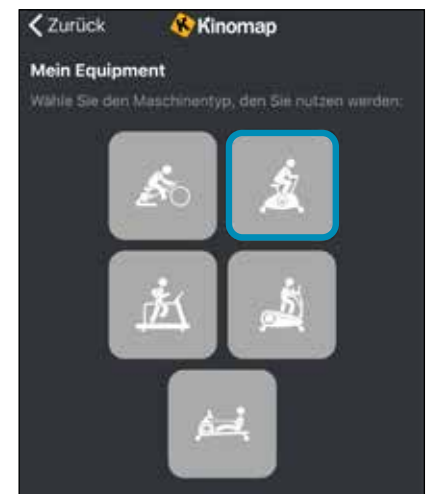 Zurück
Kinomap
Mein Equipment
Wähle Sie den Maschinentyp, den Sie nutzen werden: